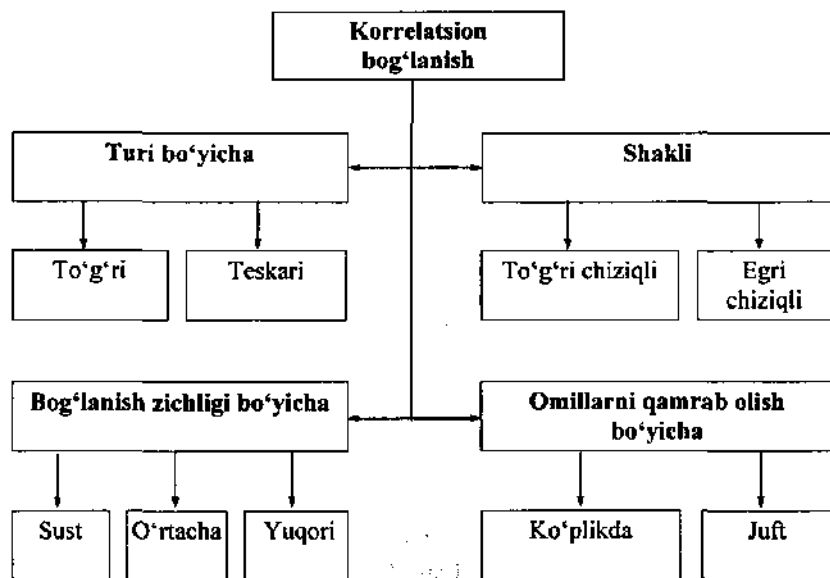 Korrelatsion
bog‘lanish
Turi bo‘yicha
Shakli
To‘g‘ri
Teskari
To‘g‘ri chiziqli
Egri
chiziqli
Bog‘lanish zichligi bo‘yicha
Omillarni qamrab olish
bo‘yicha
Sust
O‘rtacha
Yuqori
Ko‘plikda
Juft